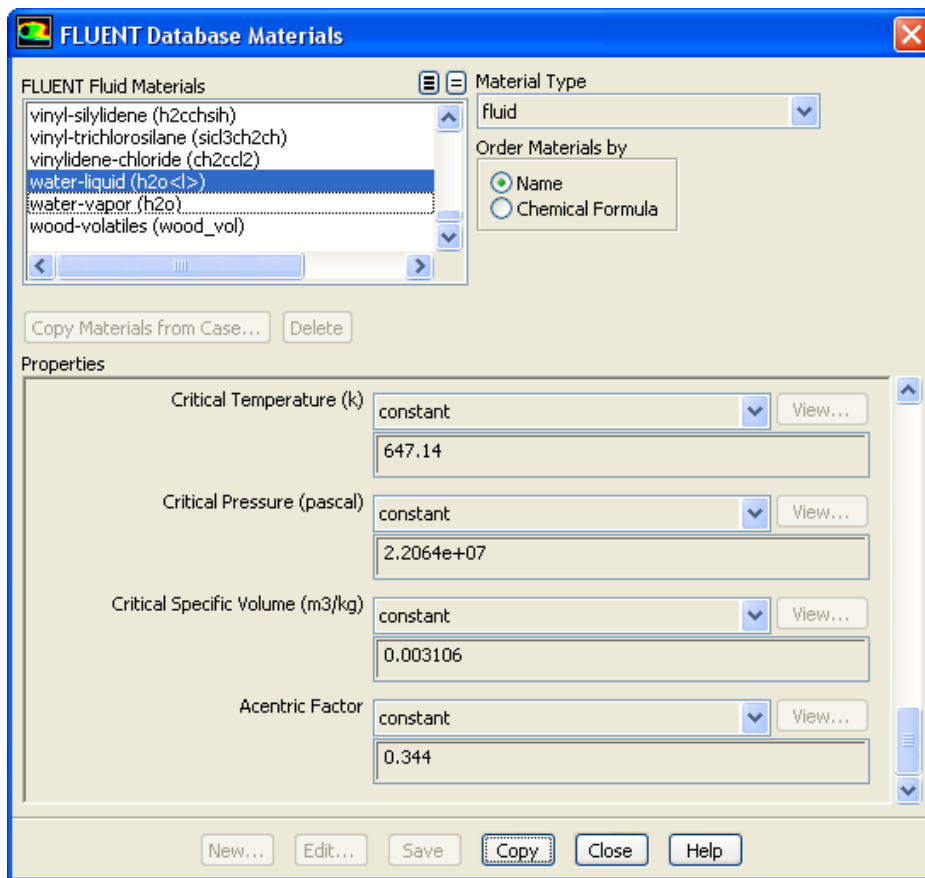 FLUENT Database Materials
FLUENT Fluid Materials
vinyl-silylidene (h2cchsih)
vinyl-trichlorosilane (sicl3ch2ch)
vinylidene-chloride (ch2ccl2)
water-liquid (h2o<l>)
water-vapor (h2o)
wood-volatiles (wood_vol)
Material Type
fluid
Order Materials by
Name
Chemical Formula
Copy Materials from Case... Delete
Properties
Critical Temperature (k) constant View...
647.14
Critical Pressure (pascal) constant View...
2.2064e+07
Critical Specific Volume (m3/kg) constant View...
0.003106
Acentric Factor constant View...
0.344
New... Edit... Save Copy Close Help